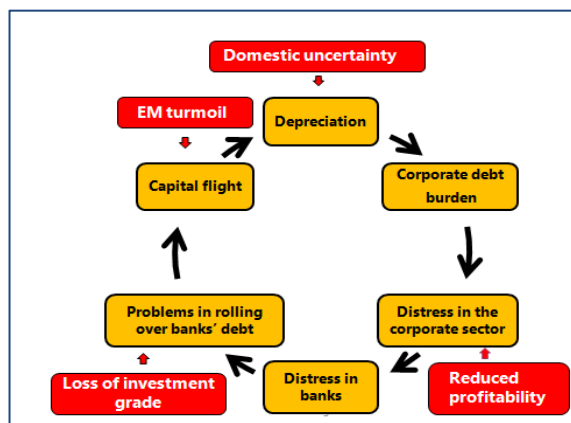 Domestic uncertainty
EM turmoil
Depreciation
Capital flight
Corporate debt
burden
Problems in rolling
over banks' debt
Distress in the
corporate sector
Loss of investment
grade
Distress in
banks
Reduced
profitability